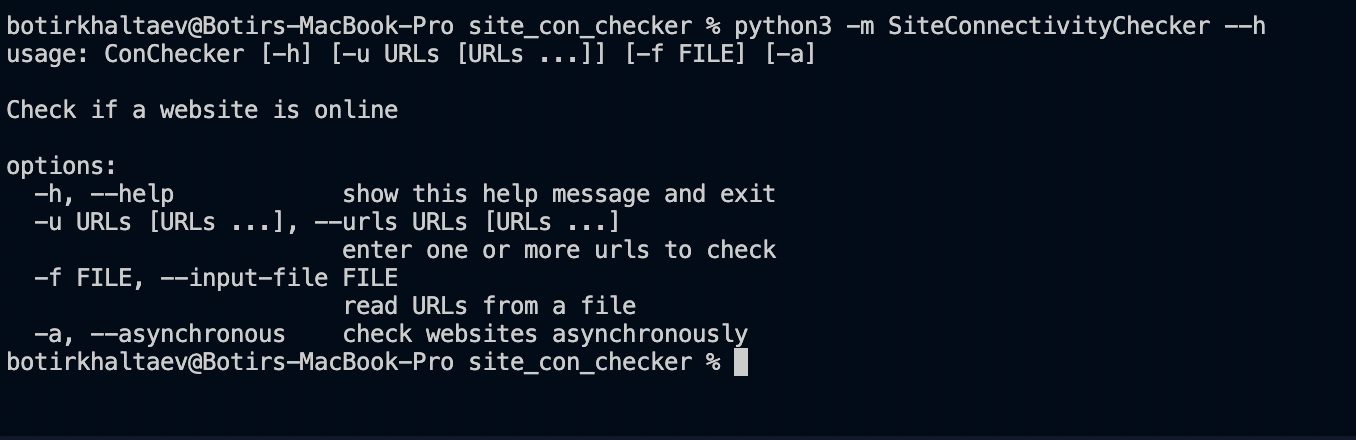 botirkhaltaev@Botirs-MacBook-Pro site_con_checker % python3 -m SiteConnectivityChecker --h
usage: ConChecker [-h] [-u URLs [URLs ...]] [-f FILE] [-a]
Check if a website is online
options:
-h, --help show this help message and exit
-u URLs [URLs ...], --urls URLs [URLs ...]
enter one or more urls to check
-f FILE, --input-file FILE
read URLs from a file
-a, --asynchronous check websites asynchronously
botirkhaltaev@Botirs-MacBook-Pro site_con_checker %